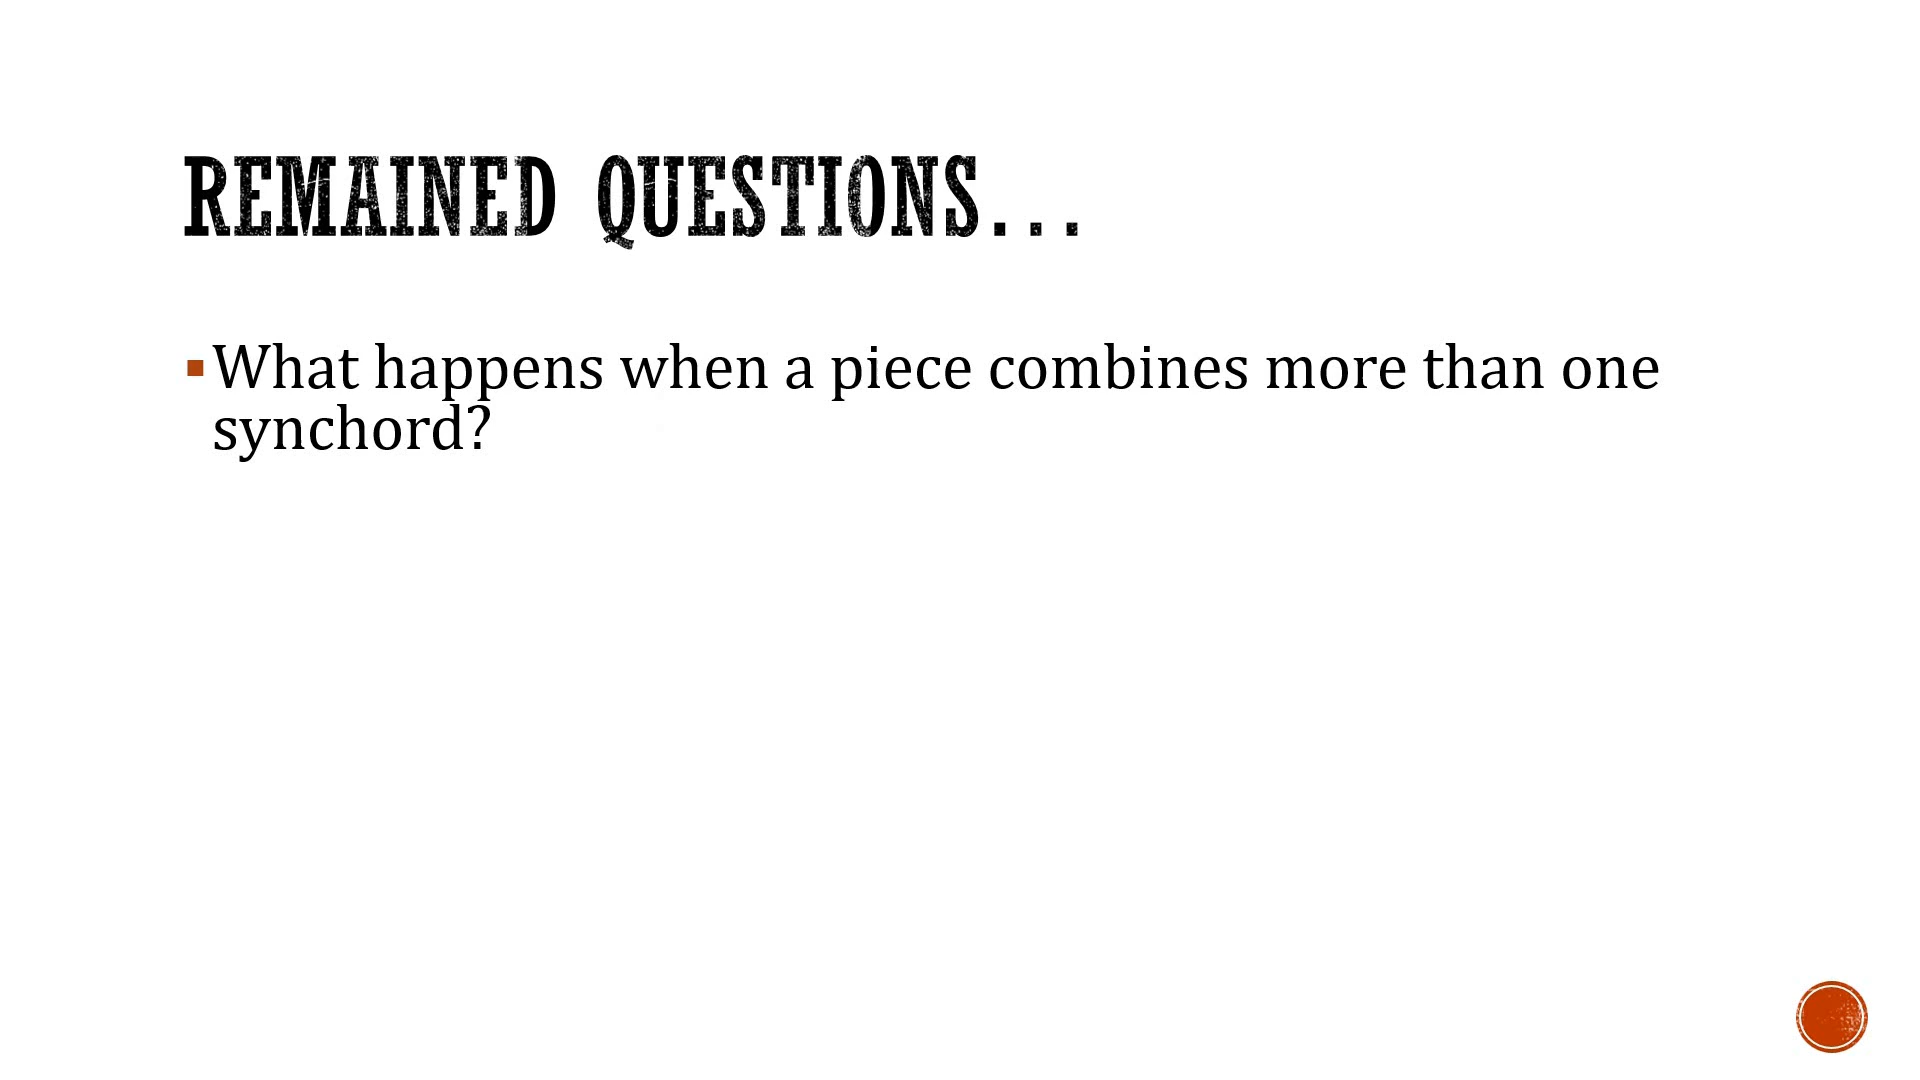 REMAINED QUESTIONS...
▪What happens when a piece combines more than one
synchord?